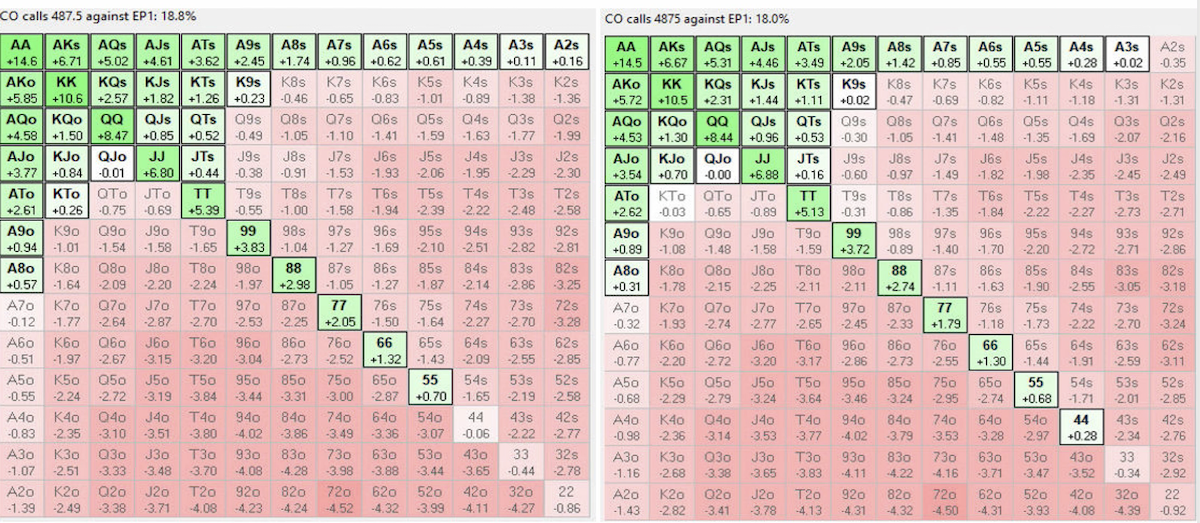 CO calls 487.5 against EP1: 18.8%
AA AKs AQs AJs ATs A9s A8s A7s A6s A5s A4s A3s A2s
+14.6 +6.71 +5.02 +4.61 +3.62 +2.45 +1.74 +0.96 +0.62 +0.61 +0.39 +0.11 +0.16
AKo KK KQs KJs KTs K9s K8s K7s K6s K5s K4s K3s K2s
+5.85 +10.6 +2.57 +1.82 +1.26 +0.23 -0.46 -0.65 -0.83 -1.01 -0.89 -1.38 -1.36
AQo KQo QQ QJs QTs Q9s Q8s Q7s Q6s Q5s Q4s Q3s Q2s
+4.58 +1.50 +8.47 +0.85 +0.52 -0.49 -1.05 -1.10 -1.41 -1.59 -1.63 -1.77 -1.99
AJo KJo QJo JJ JTs J9s J8s J7s J6s J5s J4s J3s J2s
+3.77 +0.84 -0.01 +6.80 +0.44 -0.38 -0.91 -1.53 -1.93 -2.06 -1.95 -2.29 -2.30
ATo KTo QTo JTo TT T9s T8s T7s T6s T5s T4s T3s T2s
+2.61 +0.26 -0.75 -0.69 +5.39 -0.55 -1.00 -1.58 -1.94 -2.39 -2.22 -2.48 -2.58
A9o K9o Q9o J9o T9o 99 98s 97s 96s 95s 94s 93s 92s
+0.94 -1.01 -1.54 -1.58 -1.65 +3.83 -1.04 -1.27 -1.69 -2.10 -2.51 -2.82 -2.81
A8o K8o Q8o J8o T8o 98o 88 87s 86s 85s 84s 83s 82s
+0.57 -1.64 -2.09 -2.20 -2.24 -1.97 +2.98 -1.05 -1.27 -1.87 -2.14 -2.86 -3.25
A7o K7o Q7o J7o T7o 97o 87o 77 76s 75s 74s 73s 72s
-0.12 -1.77 -2.64 -2.87 -2.70 -2.53 -2.25 +2.05 -1.50 -1.64 -2.27 -2.70 -3.28
A6o K6o Q6o J6o T6o 96o 86o 76o 66 65s 64s 63s 62s
-0.51 -1.97 -2.67 -3.15 -3.20 -3.04 -2.73 -2.52 +1.32 -1.43 -2.09 -2.55 -2.85
A5o K5o Q5o J5o T5o 95o 85o 75o 65o 55 54s 53s 52s
-0.55 -2.24 -2.72 -3.19 -3.84 -3.44 -3.31 -3.00 -2.87 +0.70 -1.65 -2.19 -2.58
A4o K4o Q4o J4o T4o 94o 84o 74o 64o 54o 44 43s 42s
-0.83 -2.35 -3.10 -3.51 -3.80 -4.02 -3.86 -3.49 -3.36 -3.07 -0.06 -2.22 -2.77
A3o K3o Q3o J3o T3o 93o 83o 73o 63o 53o 43o 33 32s
-1.07 -2.51 -3.33 -3.48 -3.70 -4.08 -4.28 -3.98 -3.88 -3.44 -3.65 -0.44 -2.78
A2o K2o Q2o J2o T2o 92o 82o 72o 62o 52o 42o 32o 22
-1.39 -2.49 -3.38 -3.71 -4.08 -4.23 -4.24 -4.52 -4.32 -3.99 -4.11 -4.27 -0.86
CO calls 4875 against EP1: 18.0%
AA AKs AQs AJs ATs A9s A8s A7s A6s A5s A4s A3s A2s
+14.5 +6.67 +5.31 +4.46 +3.49 +2.05 +1.42 +0.85 +0.55 +0.55 +0.28 +0.02 -0.35
AKo KK KQs KJs KTs K9s K8s K7s K6s K5s K4s K3s K2s
+5.72 +10.5 +2.31 +1.44 +1.11 +0.02 -0.47 -0.69 -0.82 -1.11 -1.18 -1.31 -1.31
AQo KQo QQ QJs QTs Q9s Q8s Q7s Q6s Q5s Q4s Q3s Q2s
+4.53 +1.30 +8.44 +0.96 +0.53 -0.30 -1.05 -1.41 -1.48 -1.35 -1.69 -2.07 -2.16
AJo KJo QJo JJ JTs J9s J8s J7s J6s J5s J4s J3s J2s
+3.54 +0.70 -0.00 +6.88 +0.16 -0.60 -0.97 -1.49 -1.82 -1.98 -2.35 -2.45 -2.49
ATo KTo QTo JTo TT T9s T8s T7s T6s T5s T4s T3s T2s
+2.62 -0.03 -0.65 -0.89 +5.13 -0.31 -0.86 -1.35 -1.84 -2.22 -2.27 -2.73 -2.71
A9o K9o Q9o J9o T9o 99 98s 97s 96s 95s 94s 93s 92s
+0.89 -1.08 -1.48 -1.58 -1.59 +3.72 -0.89 -1.40 -1.70 -2.20 -2.72 -2.71 -2.86
A8o K8o Q8o J8o T8o 98o 88 87s 86s 85s 84s 83s 82s
+0.31 -1.78 -2.15 -2.25 -2.11 -2.11 +2.74 -1.11 -1.63 -1.90 -2.55 -3.05 -3.18
A7o K7o Q7o J7o T7o 97o 87o 77 76s 75s 74s 73s 72s
-0.32 -1.93 -2.74 -2.77 -2.65 -2.45 -2.33 +1.79 -1.18 -1.73 -2.22 -2.70 -3.24
A6o K6o Q6o J6o T6o 96o 86o 76o 66 65s 64s 63s 62s
-0.77 -2.20 -2.72 -3.20 -3.17 -2.86 -2.73 -2.55 +1.30 -1.44 -1.91 -2.59 -3.11
A5o K5o Q5o J5o T5o 95o 85o 75o 65o 55 54s 53s 52s
-0.68 -2.29 -2.79 -3.24 -3.64 -3.46 -3.24 -2.95 -2.74 +0.68 -1.71 -2.01 -2.85
A4o K4o Q4o J4o T4o 94o 84o 74o 64o 54o 44 43s 42s
-0.98 -2.36 -3.14 -3.53 -3.77 -4.02 -3.79 -3.53 -3.28 -2.97 +0.28 -2.34 -2.76
A3o K3o Q3o J3o T3o 93o 83o 73o 63o 53o 43o 33 32s
-1.16 -2.68 -3.38 -3.65 -3.83 -4.11 -4.22 -4.16 -3.71 -3.47 -3.52 -0.34 -2.92
A2o K2o Q2o J2o T2o 92o 82o 72o 62o 52o 42o 32o 22
-1.43 -2.82 -3.41 -3.78 -4.13 -4.31 -4.32 -4.50 -4.31 -3.93 -4.08 -4.39 -0.92